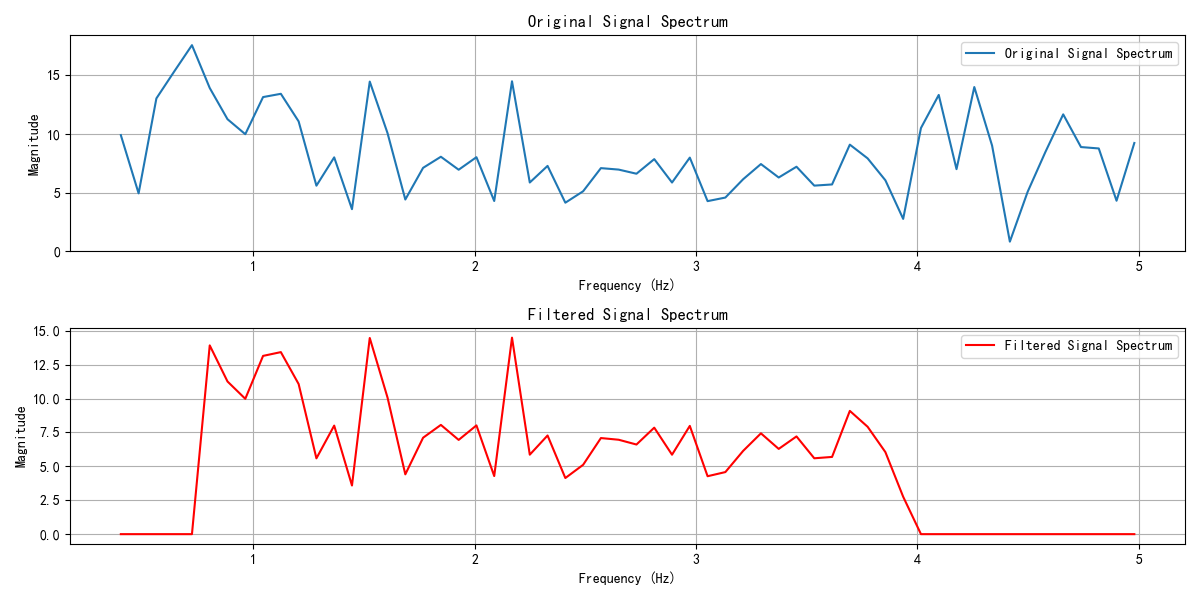 Original Signal Spectrum
Original Signal Spectrum
15
10
5
0
Magnitude
1 2 3 4 5
Frequency (Hz)
Filtered Signal Spectrum
Filtered Signal Spectrum
15.0
12.5
10.0
7.5
5.0
2.5
0.0
Magnitude
1 2 3 4 5
Frequency (Hz)